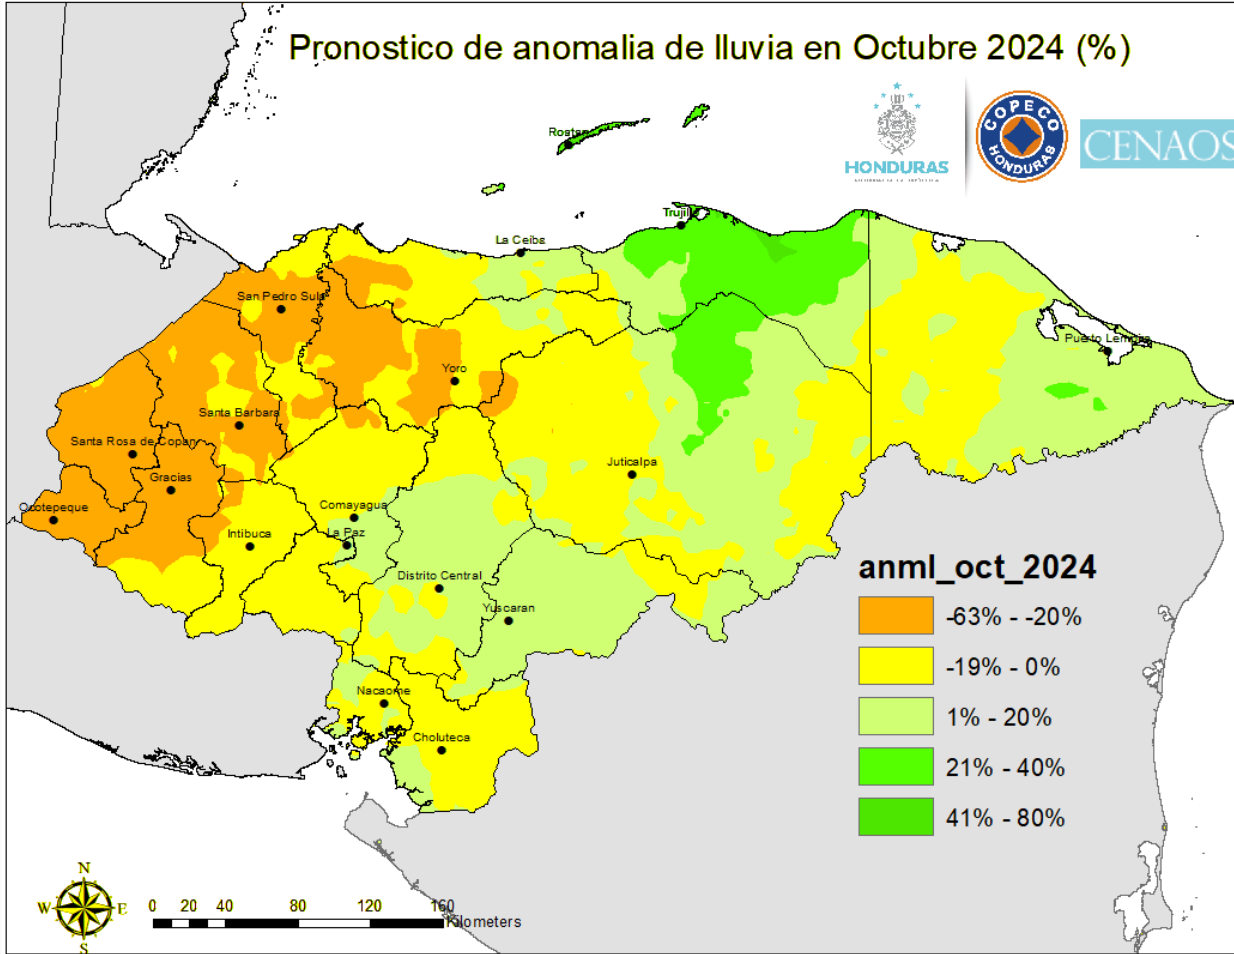 Pronostico de anomalia de lluvia en Octubre 2024 (%)
COPECO
HONDURAS
HONDURAS
CENAOS
Roatan
Trujillo
La Ceiba
San Pedro Sula
Puerto Lempira
Yoro
Santa Barbara
Santa Rosa de Copan
Juticalpa
Gracias
Ocotepeque
Comayagua
Intibuca
La Paz
Distrito Central
Yuscaran
Nacaome
Choluteca
anml_oct_2024
-63% - -20%
-19% - 0%
1% - 20%
21% - 40%
41% - 80%
N
W
E
S
0 20 40 80 120 160
Kilometers